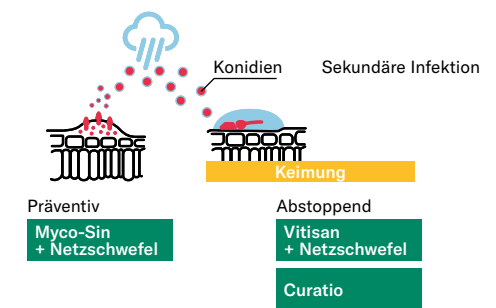 Konidien
Sekundäre Infektion
Keimung
Präventiv
Myco-Sin
+ Netzschwefel
Abstoppend
Vitisan
+ Netzschwefel
Curatio